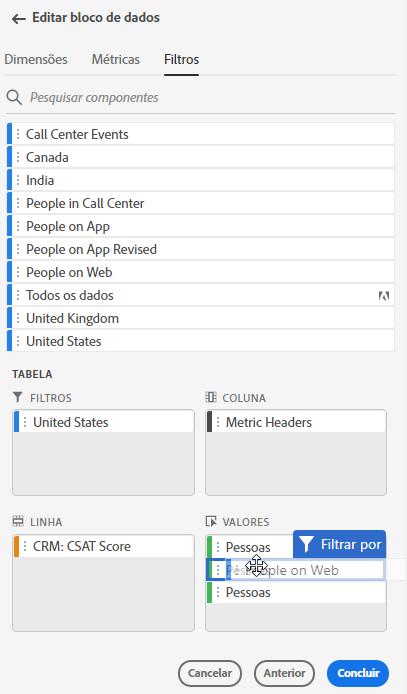 Editar bloco de dados
Dimensões Métricas Filtros
Pesquisar componentes
Call Center Events
Canada
India
People in Call Center
People on App
People on App Revised
People on Web
Todos os dados
United Kingdom
United States
TABELA
FILTROS
United States
COLUNA
Metric Headers
LINHA
CRM: CSAT Score
VALORES
Filtrar por
Pessoas
People on Web
Pessoas
Cancelar Anterior Concluir